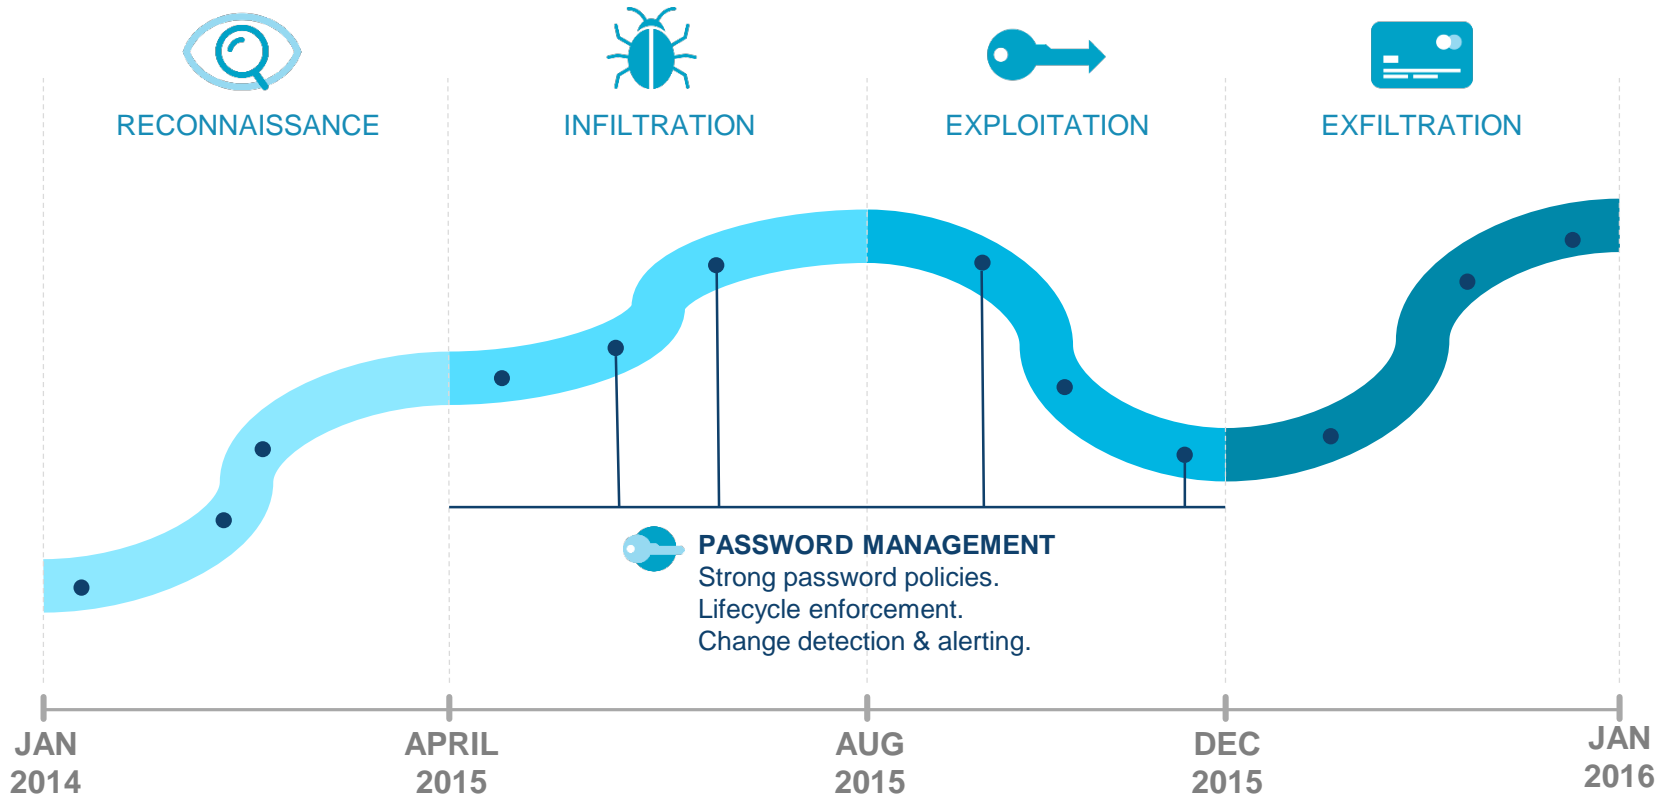 RECONNAISSANCE
INFILTRATION
EXPLOITATION
EXFILTRATION
PASSWORD MANAGEMENT
Strong password policies.
Lifecycle enforcement.
Change detection & alerting.
JAN
2014
APRIL
2015
AUG
2015
DEC
2015
JAN
2016